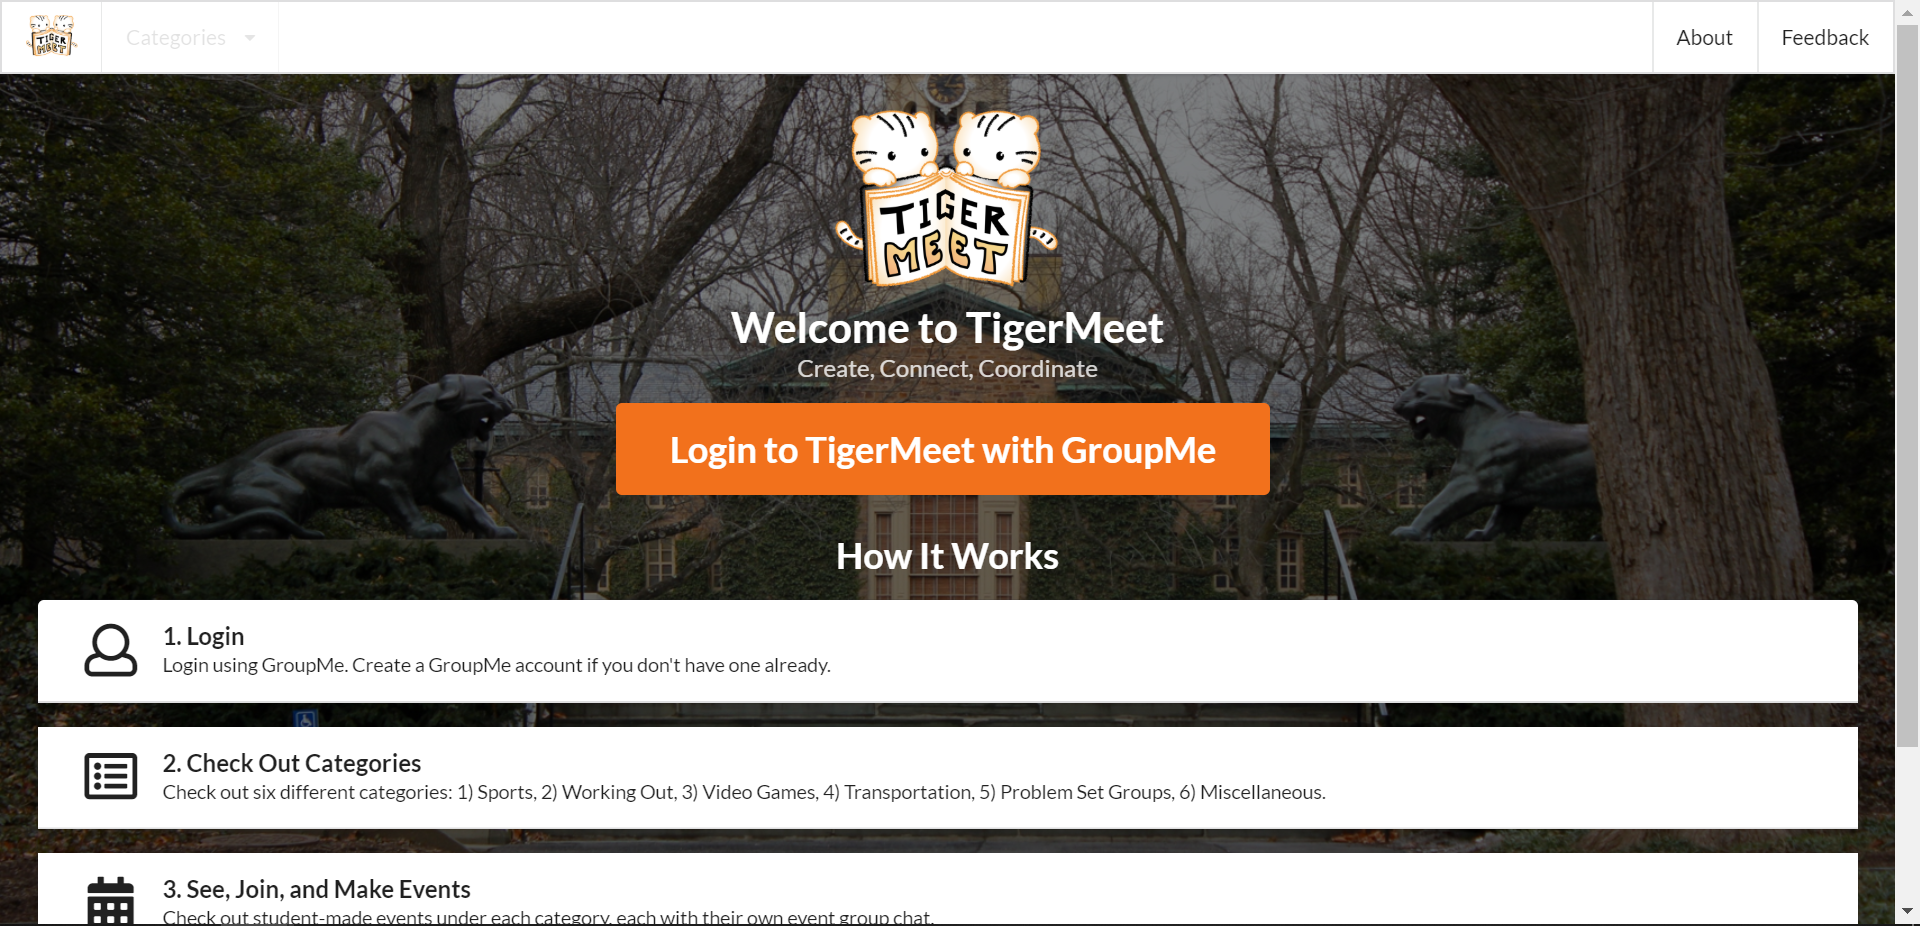 TIGER
MEET
Categories
About
Feedback
TIGER
MEET
Welcome to TigerMeet
Create, Connect, Coordinate
Login to TigerMeet with GroupMe
How It Works
1. Login
Login using GroupMe. Create a GroupMe account if you don't have one already.
2. Check Out Categories
Check out six different categories: 1) Sports, 2) Working Out, 3) Video Games, 4) Transportation, 5) Problem Set Groups, 6) Miscellaneous.
3. See, Join, and Make Events
Check out student-made events under each category, each with their own event group chat.